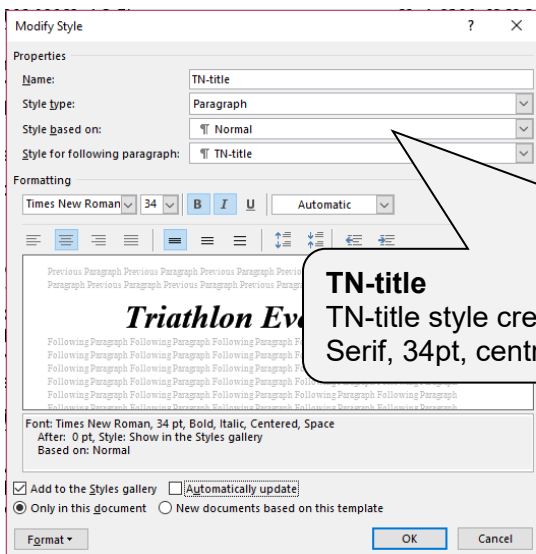 Modify Style ? ×
Properties
Name: TN-title
Style type: Paragraph
Style based on: ¶ Normal
Style for following paragraph: ¶ TN-title
Formatting
Times New Roman 34 B I U Automatic
Previous Paragraph Previous Paragraph Previous Paragraph
Paragraph Previous Paragraph Previous Paragraph Previous Paragraph
Triathlon
Following Paragraph Following Paragraph Following Paragraph
Following Paragraph Following Paragraph Following Paragraph
Following Paragraph Following Paragraph Following Paragraph
Following Paragraph Following Paragraph Following Paragraph
Following Paragraph Following Paragraph Following Paragraph Following Paragraph Following Paragraph
TN-title
TN-title style cre
Serif, 34pt, centr
Font: Times New Roman, 34 pt, Bold, Italic, Centered, Space
After: 0 pt, Style: Show in the Styles gallery
Based on: Normal
Add to the Styles gallery Automatically update
Only in this document New documents based on this template
Format OK Cancel